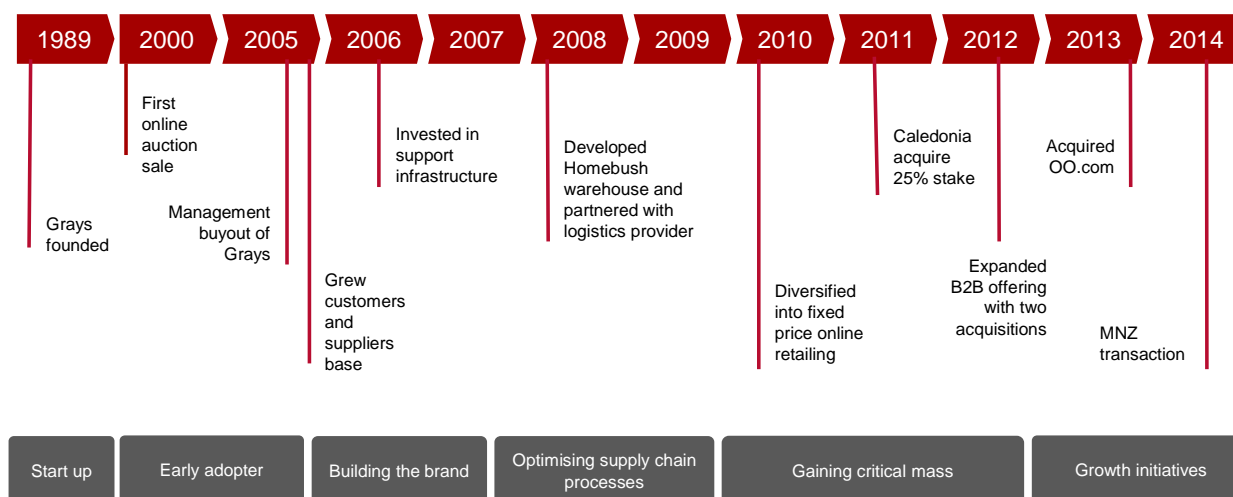 1989 2000 2005 2006 2007 2008 2009 2010 2011 2012 2013 2014
First
online
auction
sale
Grays
founded
Management
buyout of
Grays
Grew
customers
and
suppliers
base
Invested in
support
infrastructure
Developed
Homebush
warehouse and
partnered with
logistics provider
Diversified
into fixed
price online
retailing
Caledonia
acquire
25% stake
Expanded
B2B offering
with two
acquisitions
Acquired
OO.com
MNZ
transaction
Start up
Early adopter
Building the brand
Optimising supply chain
processes
Gaining critical mass
Growth initiatives